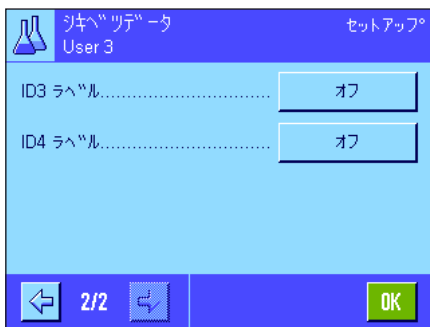 シキベツデータ セットアップ
User 3
ID3 ラベル.............................. オフ
ID4 ラベル.............................. オフ
2/2 OK